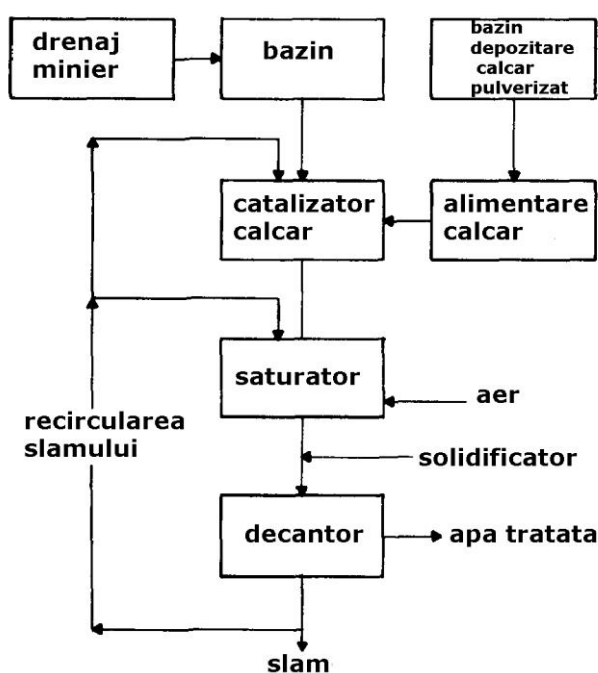 drenaj
minier
bazin
bazin
depozitare
calcar
pulverizat
catalizator
calcar
alimentare
calcar
saturator
aer
recircularea
slamului
solidificator
decantor
apa tratata
slam